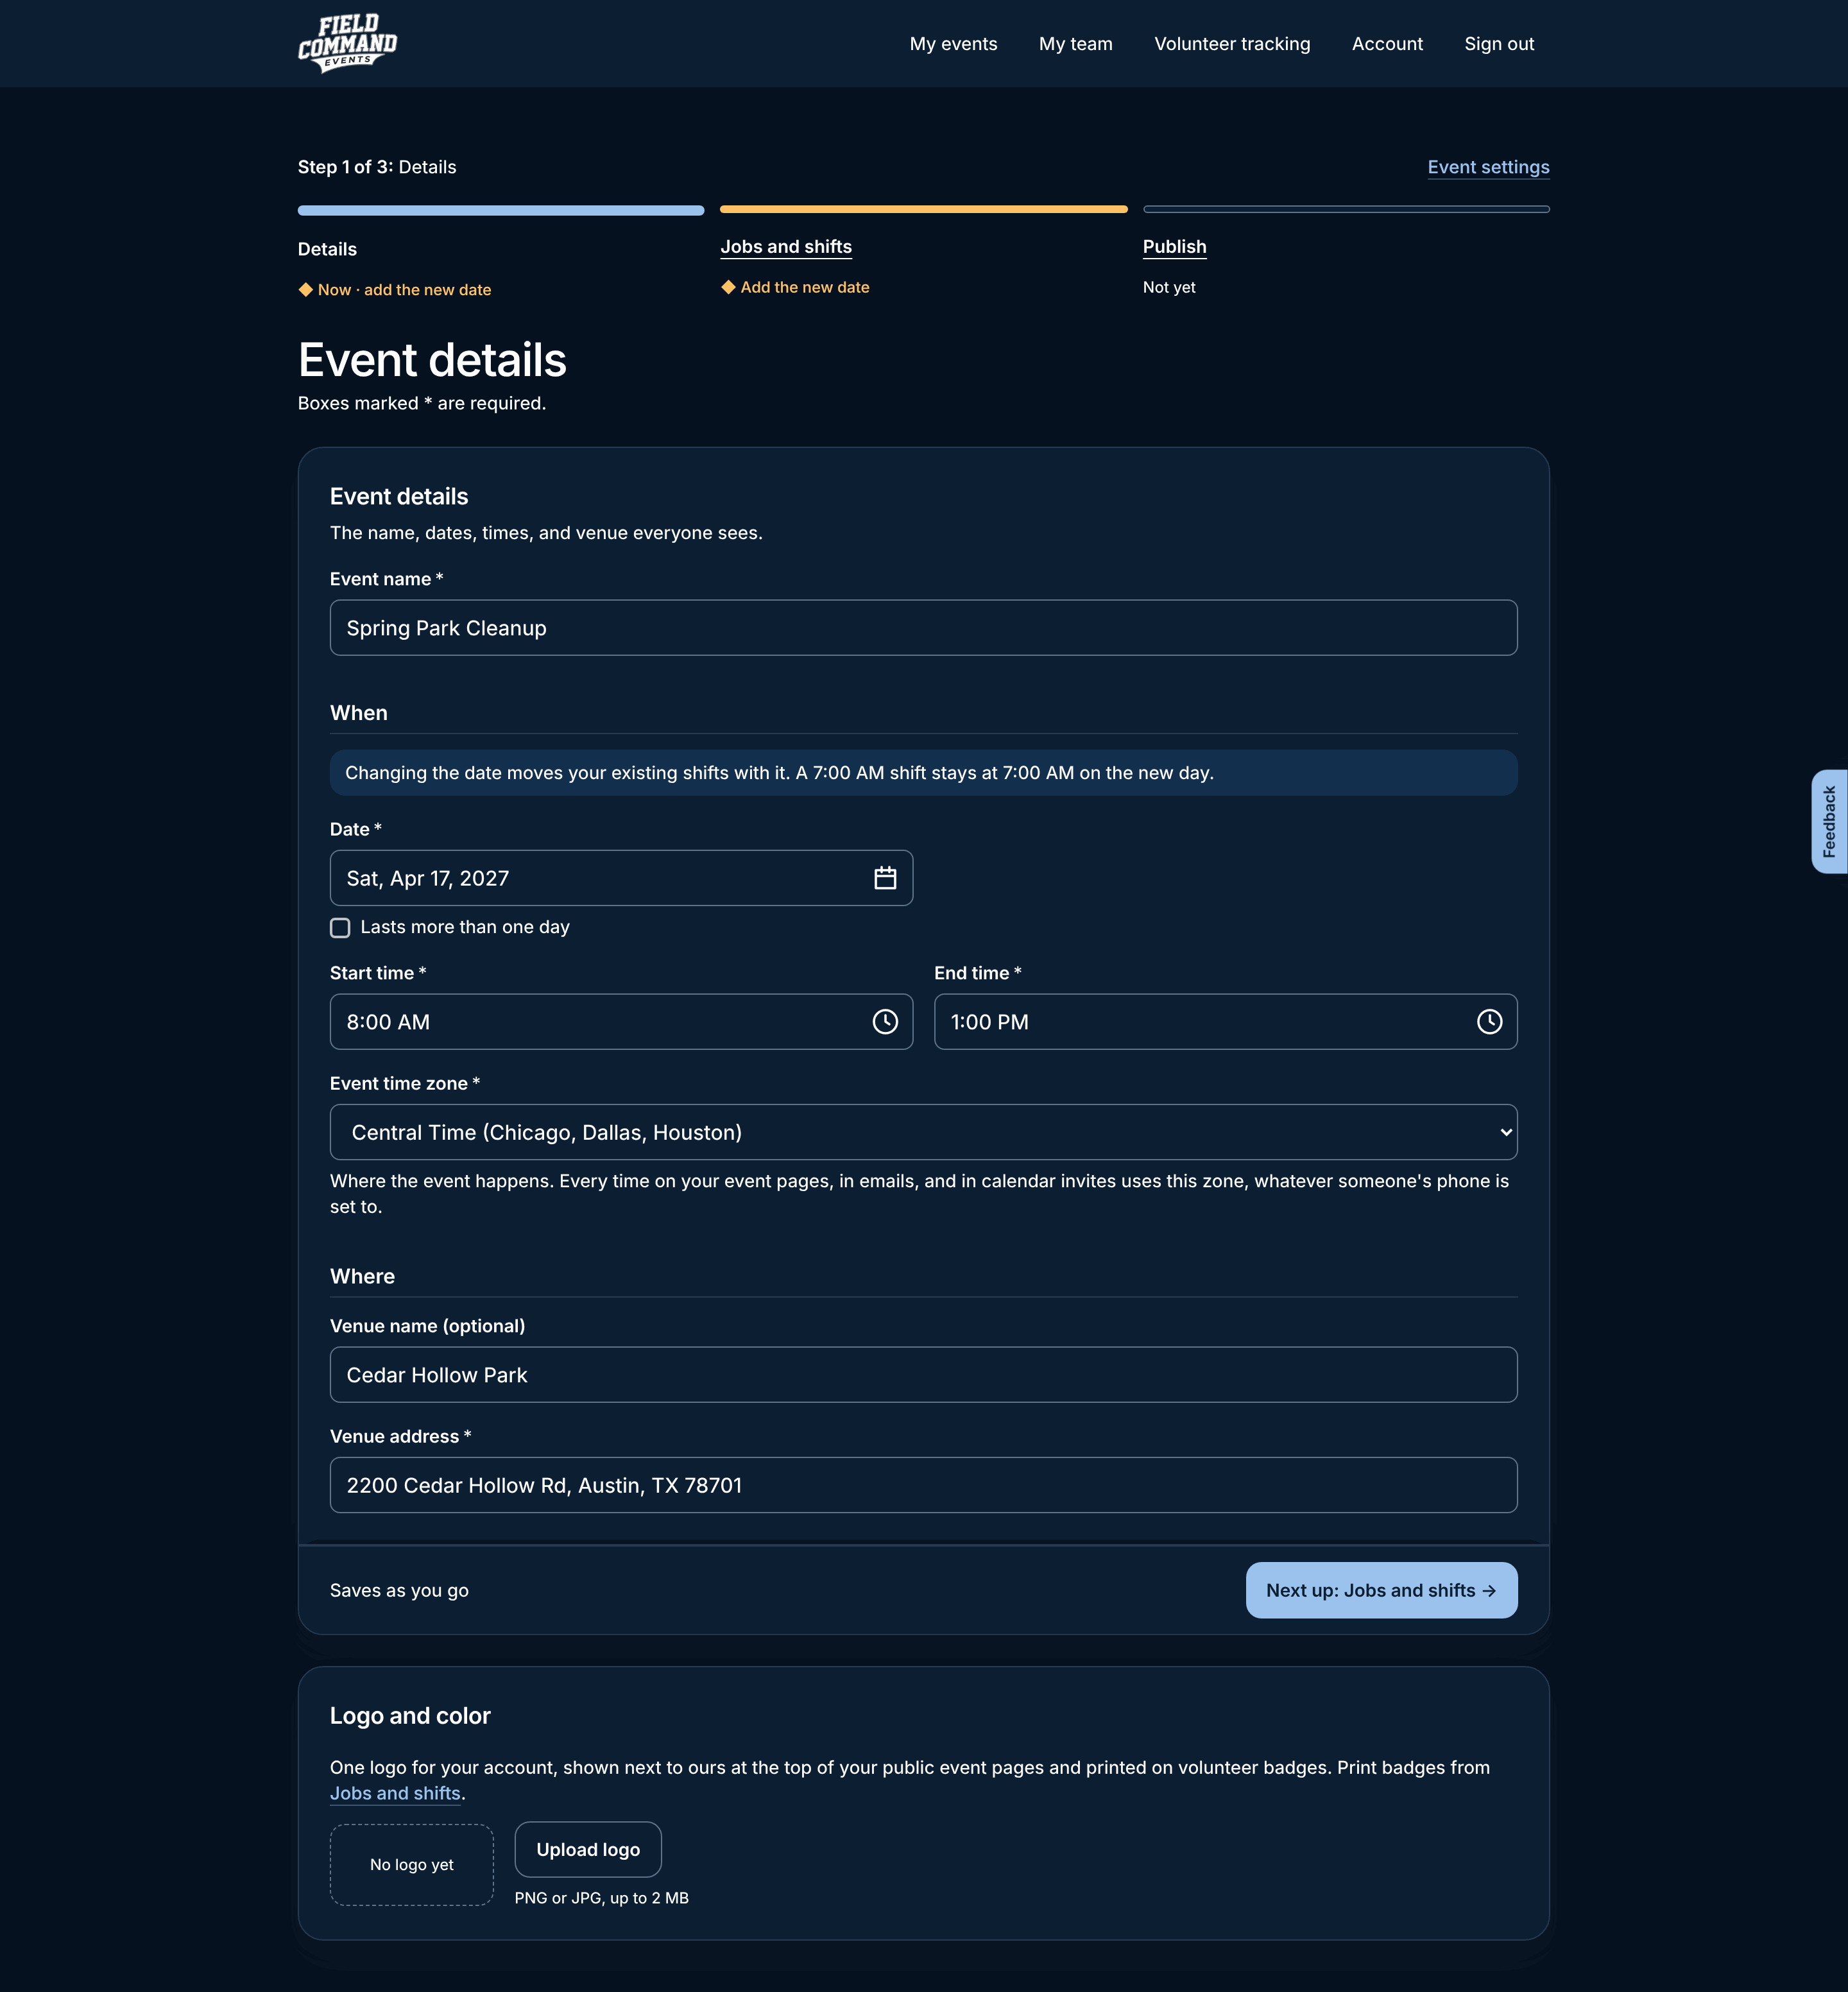 FIELD
COMMAND
EVENTS
My events
My team
Volunteer tracking
Account
Sign out
Step 1 of 3: Details
Event settings
Details
Jobs and shifts
Publish
Now · add the new date
Add the new date
Not yet
Event details
Boxes marked * are required.
Event details
The name, dates, times, and venue everyone sees.
Event name *
Spring Park Cleanup
When
Changing the date moves your existing shifts with it. A 7:00 AM shift stays at 7:00 AM on the new day.
Date *
Sat, Apr 17, 2027
Lasts more than one day
Start time *
End time *
8:00 AM
1:00 PM
Event time zone *
Central Time (Chicago, Dallas, Houston)
Where the event happens. Every time on your event pages, in emails, and in calendar invites uses this zone, whatever someone's phone is
set to.
Where
Venue name (optional)
Cedar Hollow Park
Venue address *
2200 Cedar Hollow Rd, Austin, TX 78701
Saves as you go
Next up: Jobs and shifts →
Logo and color
One logo for your account, shown next to ours at the top of your public event pages and printed on volunteer badges. Print badges from
Jobs and shifts.
No logo yet
Upload logo
PNG or JPG, up to 2 MB
Feedback